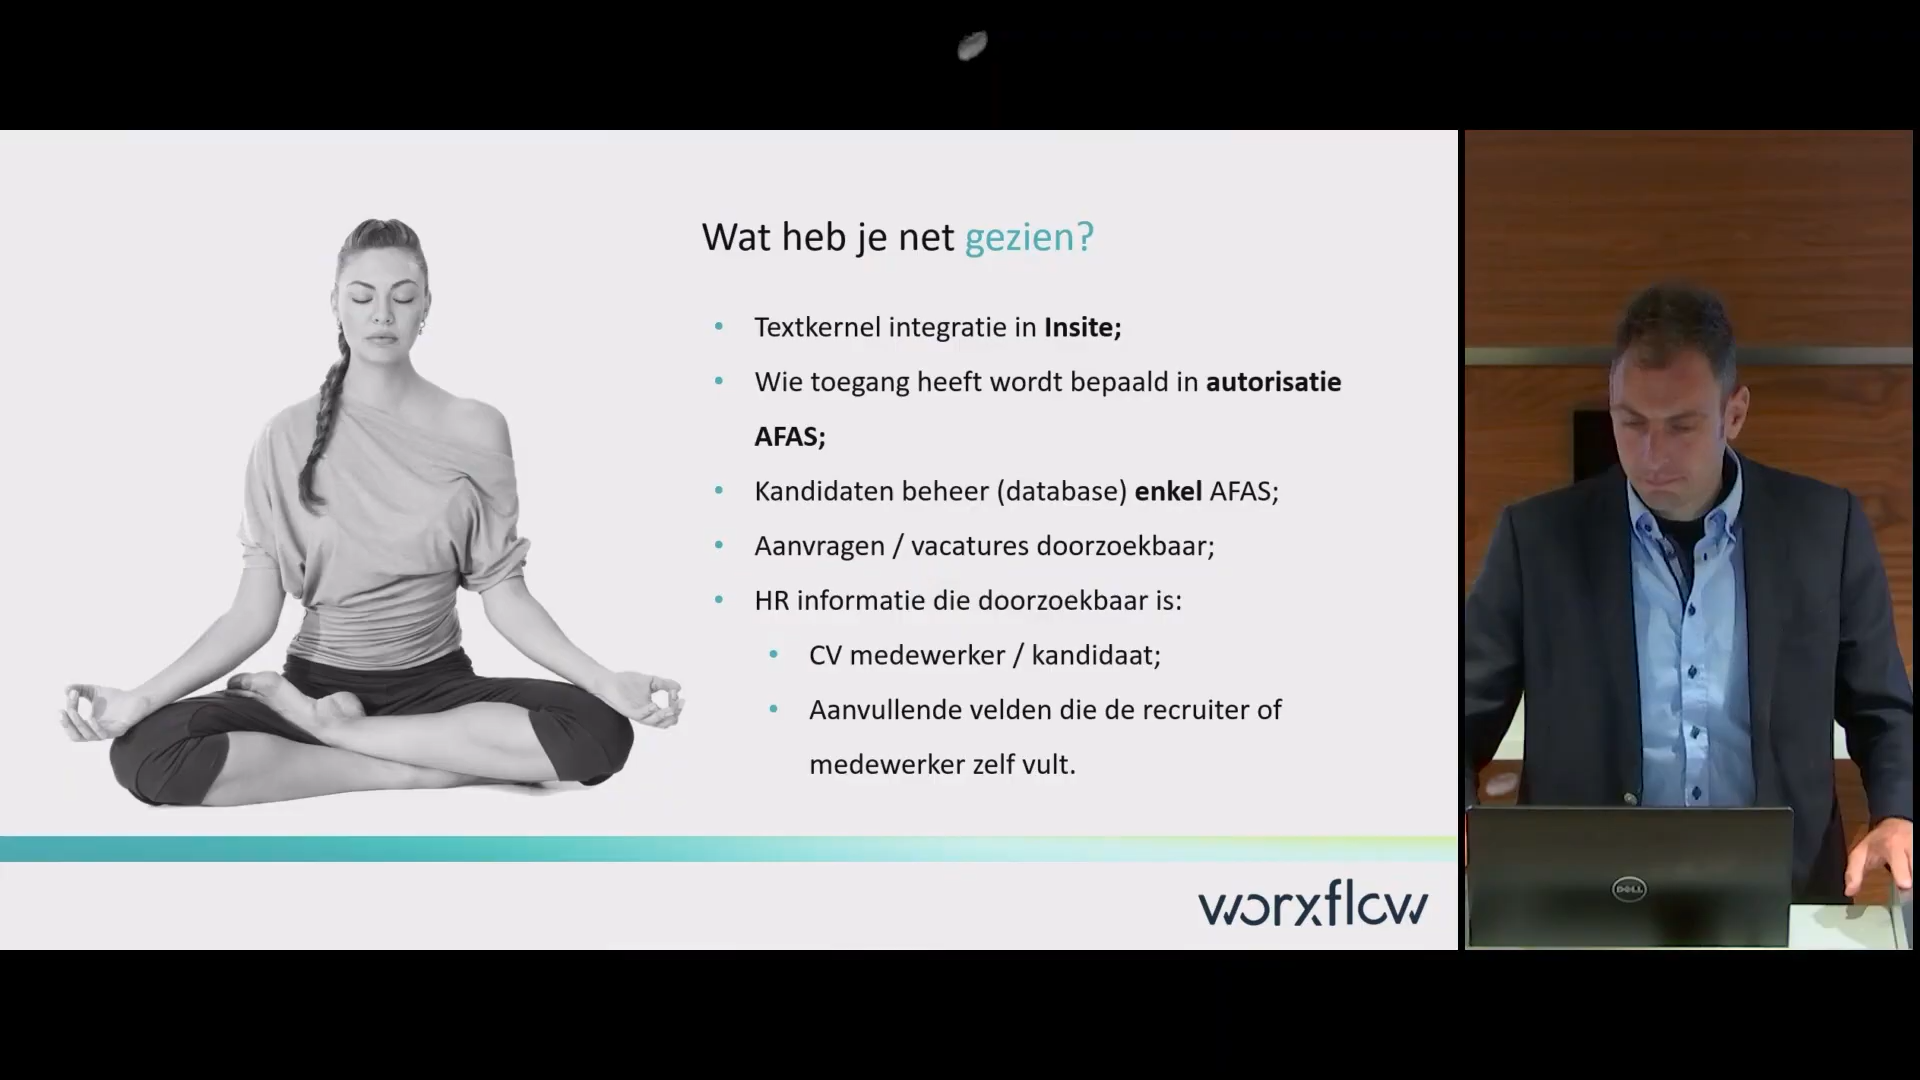 Wat heb je net gezien?
• Textkernel integratie in Insite;
• Wie toegang heeft wordt bepaald in autorisatie
AFAS;
• Kandidaten beheer (database) enkel AFAS;
• Aanvragen / vacatures doorzoekbaar;
• HR informatie die doorzoekbaar is:
• CV medewerker / kandidaat;
• Aanvullende velden die de recruiter of
medewerker zelf vult.
worxflow
DELL